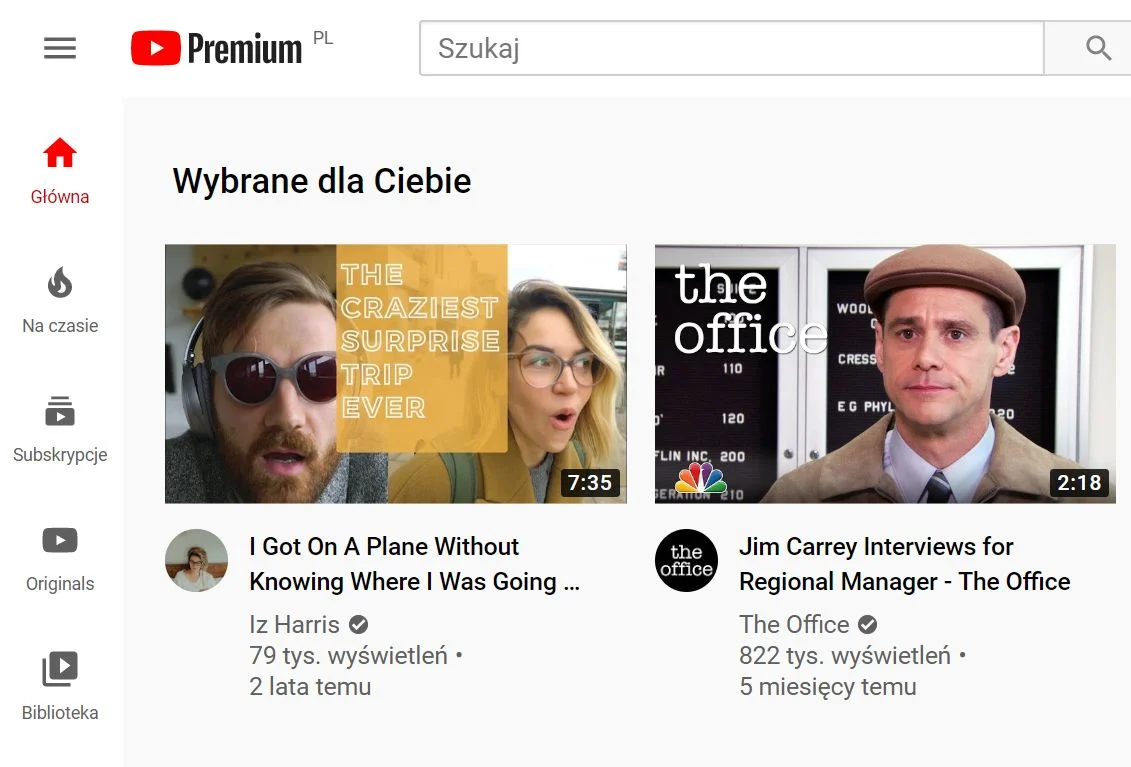 Premium PL
Szukaj
Główna
Na czasie
Subskrypcje
Originals
Biblioteka
Wybrane dla Ciebie
THE
CRAZIEST
SURPRISE
TRIP
EVER
7:35
I Got On A Plane Without
Knowing Where I Was Going ...
Iz Harris
79 tys. wyświetleń •
2 lata temu
the
office
110
120
FLIN INC. 200
210
WOOD
CRESS
E G PHYL
20
2:18
the
office
Jim Carrey Interviews for
Regional Manager - The Office
The Office
822 tys. wyświetleń •
5 miesięcy temu